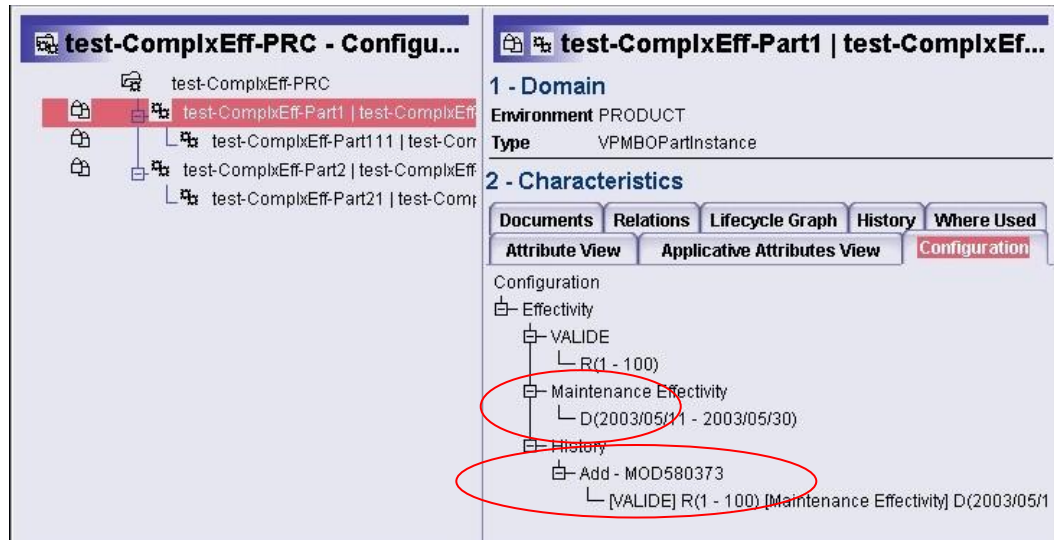 test-ComplxEff-PRC - Configu...
test-ComplxEff-PRC
test-ComplxEff-Part1 | test-ComplxEff
test-ComplxEff-Part111 | test-Com
test-ComplxEff-Part2 | test-ComplxEff
test-ComplxEff-Part21 | test-Comp
test-ComplxEff-Part1 | test-ComplxEf...
1 - Domain
Environment PRODUCT
Type VPMBOPartInstance
2 - Characteristics
Documents Relations Lifecycle Graph History Where Used
Attribute View Applicative Attributes View Configuration
Configuration
Effectivity
VALIDE
R(1 - 100)
Maintenance Effectivity
D(2003/05/11 - 2003/05/30)
History
Add - MOD580373
[VALIDE] R(1 - 100) [Maintenance Effectivity] D(2003/05/1